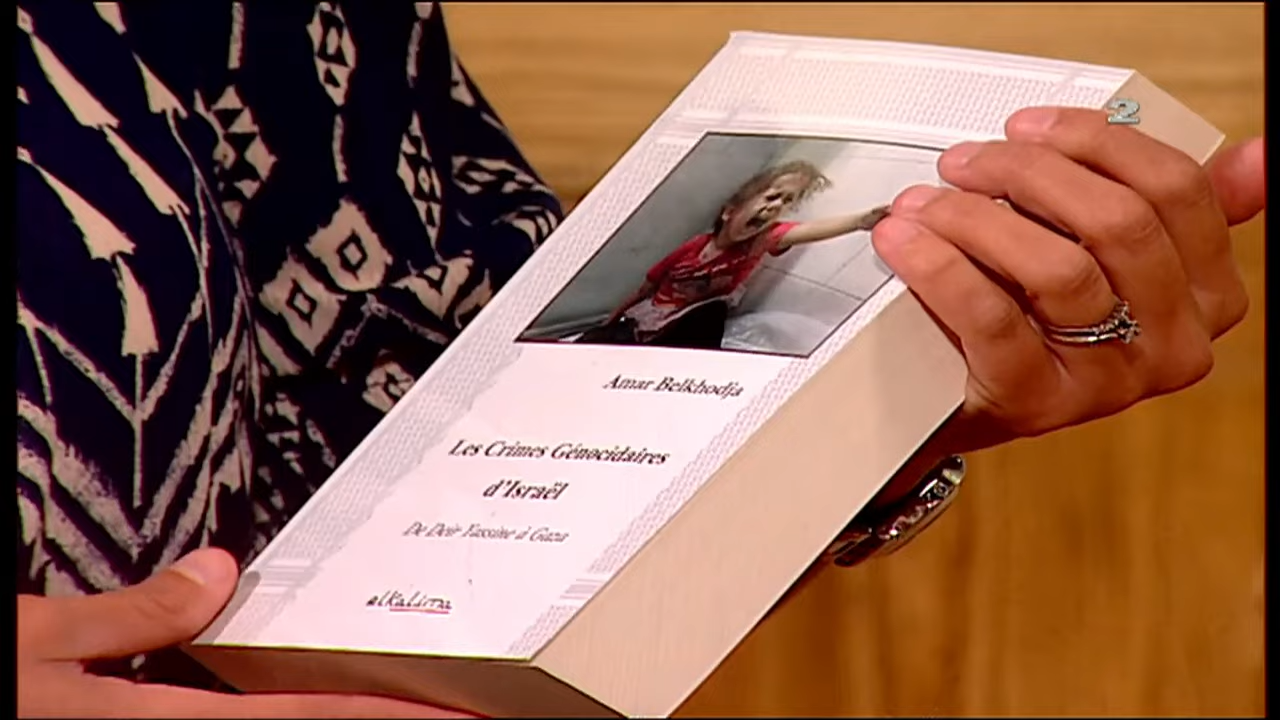 2
Amar Belkhodja
Les Crimes Génocidaires
d'Israël
De Deir Yassine à Gaza
alkalima